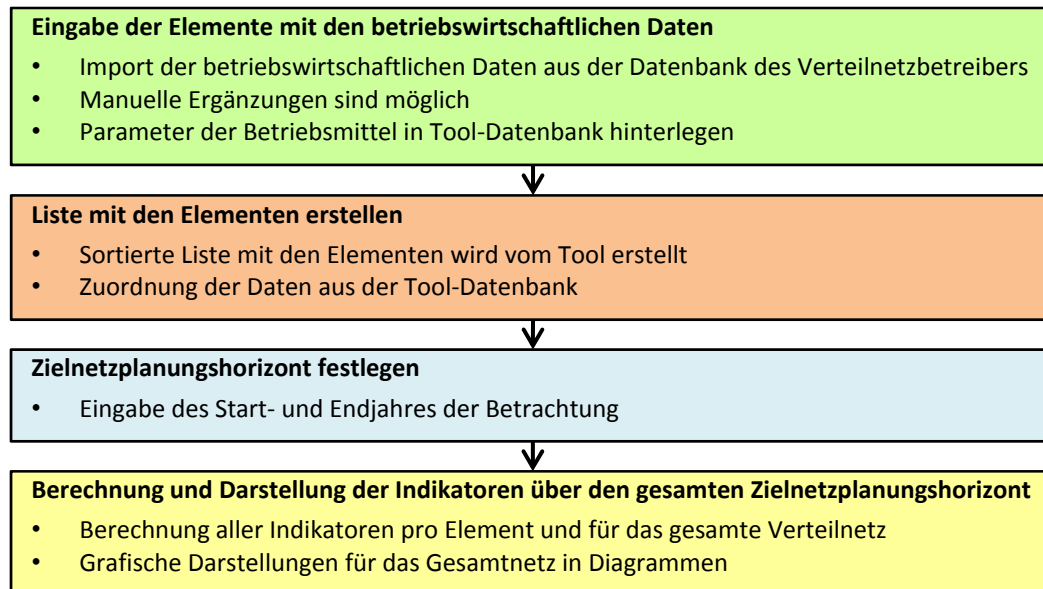 Eingabe der Elemente mit den betriebswirtschaftlichen Daten
• Import der betriebswirtschaftlichen Daten aus der Datenbank des Verteilnetzbetreibers
• Manuelle Ergänzungen sind möglich
• Parameter der Betriebsmittel in Tool-Datenbank hinterlegen
Liste mit den Elementen erstellen
• Sortierte Liste mit den Elementen wird vom Tool erstellt
• Zuordnung der Daten aus der Tool-Datenbank
Zielnetzplanungshorizont festlegen
• Eingabe des Start- und Endjahres der Betrachtung
Berechnung und Darstellung der Indikatoren über den gesamten Zielnetzplanungshorizont
• Berechnung aller Indikatoren pro Element und für das gesamte Verteilnetz
• Grafische Darstellungen für das Gesamtnetz in Diagrammen